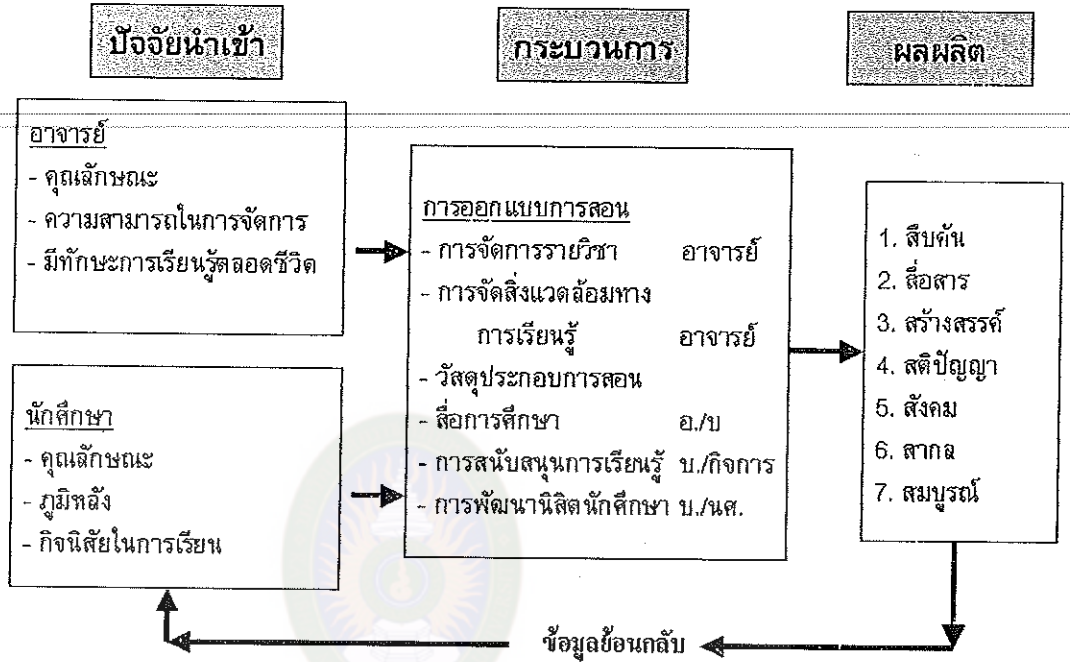 ปัจจัยนำเข้า
กระบวนการ
ผลผลิต
อาจารย์
- คุณลักษณะ
- ความสามารถในการจัดการ
- มีทักษะการเรียนรู้ตลอดชีวิต
นักศึกษา
- คุณลักษณะ
- ภูมิหลัง
- กิจนิสัยในการเรียน
การออกแบบการสอน
- การจัดการรายวิชา อาจารย์
- การจัดสิ่งแวดล้อมทาง
การเรียนรู้ อาจารย์
- วัสดุประกอบการสอน
- สื่อการศึกษา อ./บ
- การสนับสนุนการเรียนรู้ บ./กิจการ
- การพัฒนานิสิตนักศึกษา บ./นศ.
1. สืบค้น
2. สื่อสาร
3. สร้างสรรค์
4. สติปัญญา
5. สังคม
6. สากล
7. สมบูรณ์
ข้อมูลย้อนกลับ